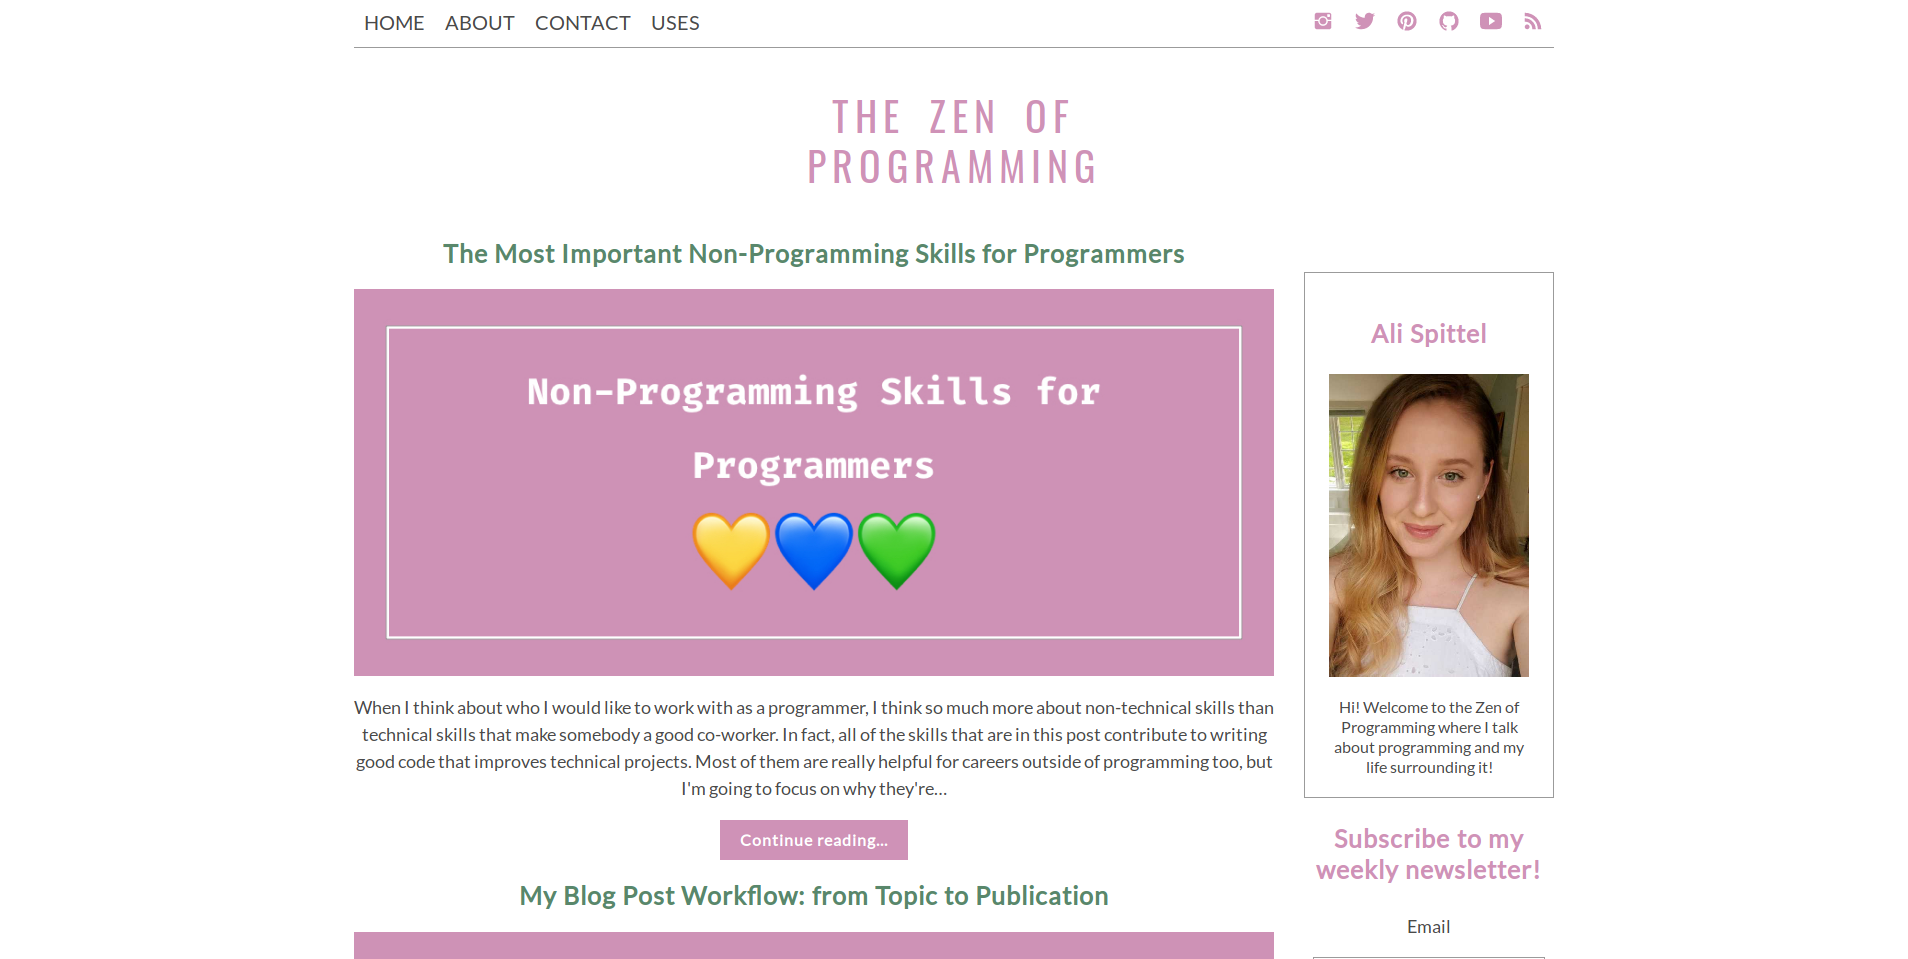 HOME ABOUT CONTACT USES
THE ZEN OF
PROGRAMMING
The Most Important Non-Programming Skills for Programmers
Non-Programming Skills for
Programmers
When I think about who I would like to work with as a programmer, I think so much more about non-technical skills than
technical skills that make somebody a good co-worker. In fact, all of the skills that are in this post contribute to writing
good code that improves technical projects. Most of them are really helpful for careers outside of programming too, but
I'm going to focus on why they're...
Continue reading...
My Blog Post Workflow: from Topic to Publication
Ali Spittel
Hi! Welcome to the Zen of
Programming where I talk
about programming and my
life surrounding it!
Subscribe to my
weekly newsletter!
Email